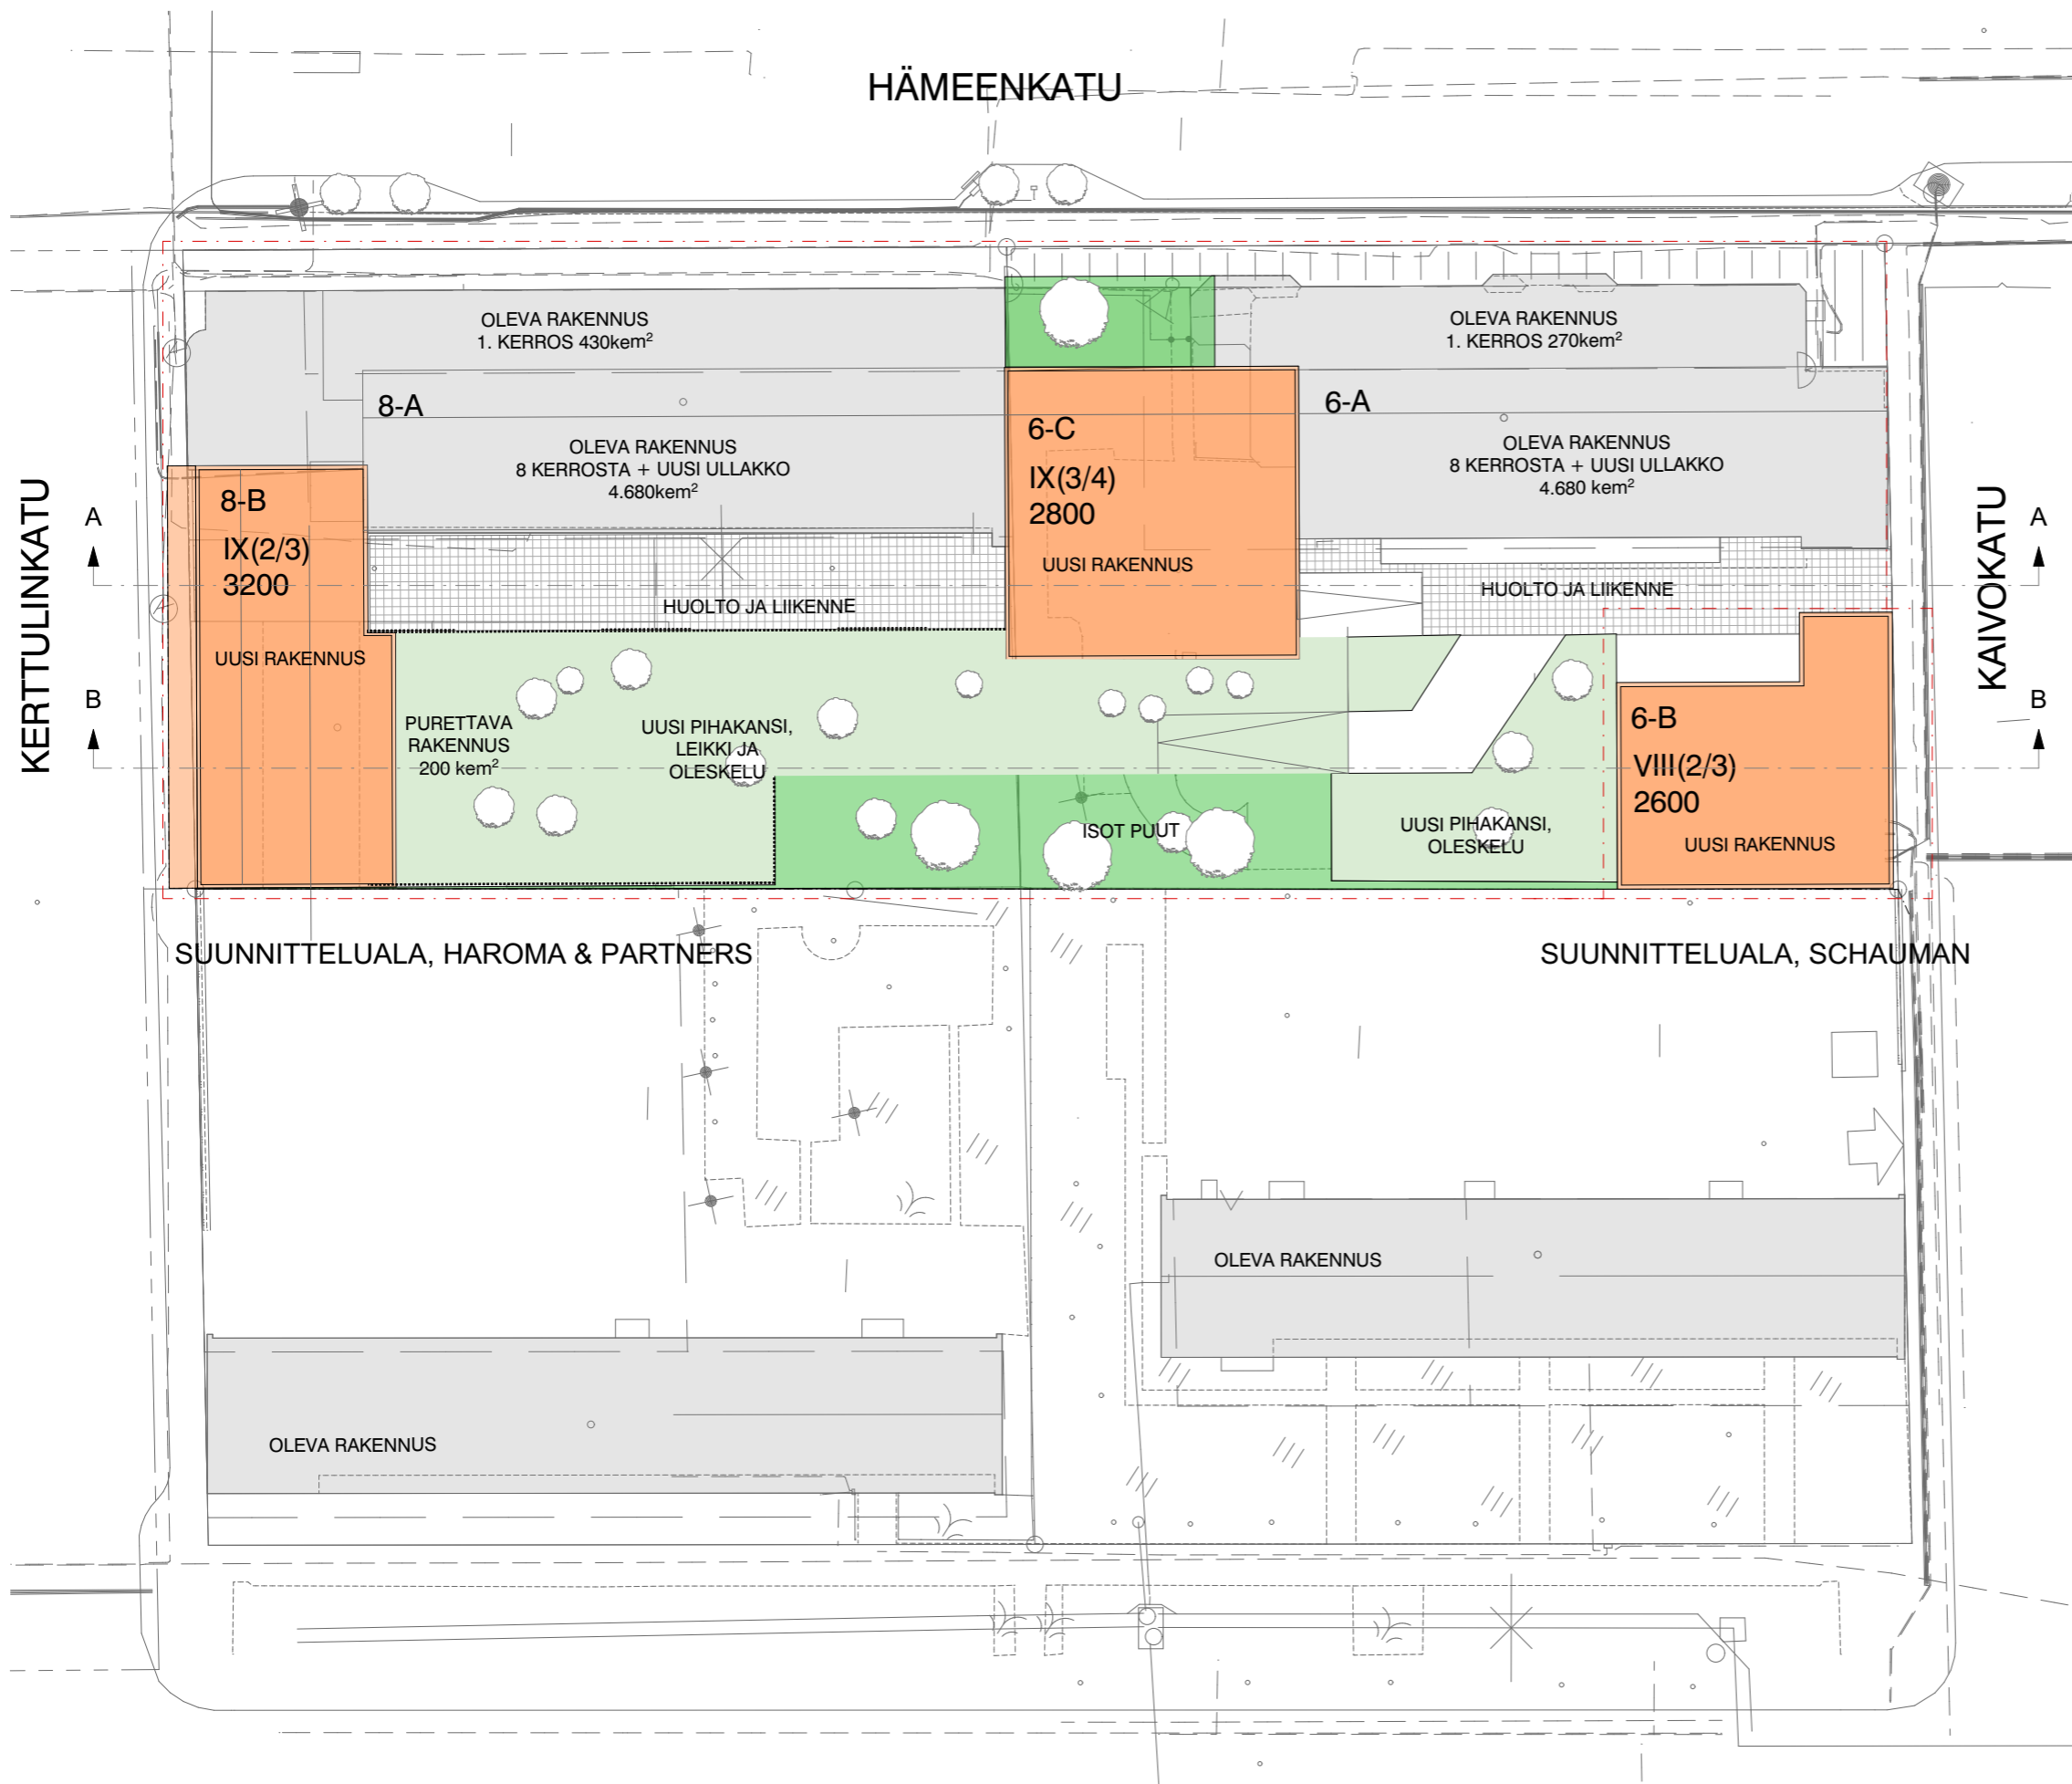 HÄMEENKATU
OLEVA RAKENNUS
1. KERROS 430kem²
OLEVA RAKENNUS
1. KERROS 270kem²
8-A
OLEVA RAKENNUS
8 KERROSTA + UUSI ULLAKKO
4.680kem²
6-C
IX(3/4)
2800
UUSI RAKENNUS
6-A
OLEVA RAKENNUS
8 KERROSTA + UUSI ULLAKKO
4.680 kem²
KERTTULINKATU
A
B
8-B
IX(2/3)
3200
UUSI RAKENNUS
HUOLTO JA LIIKENNE
HUOLTO JA LIIKENNE
KAIVOKATU
A
B
PURETTAVA
RAKENNUS
200 kem²
UUSI PIHAKANSI,
LEIKKI JA
OLESKELU
ISOT PUUT
UUSI PIHAKANSI,
OLESKELU
6-B
VIII(2/3)
2600
UUSI RAKENNUS
SUUNNITTELUALA, HAROMA & PARTNERS
SUUNNITTELUALA, SCHAUMAN
OLEVA RAKENNUS
OLEVA RAKENNUS